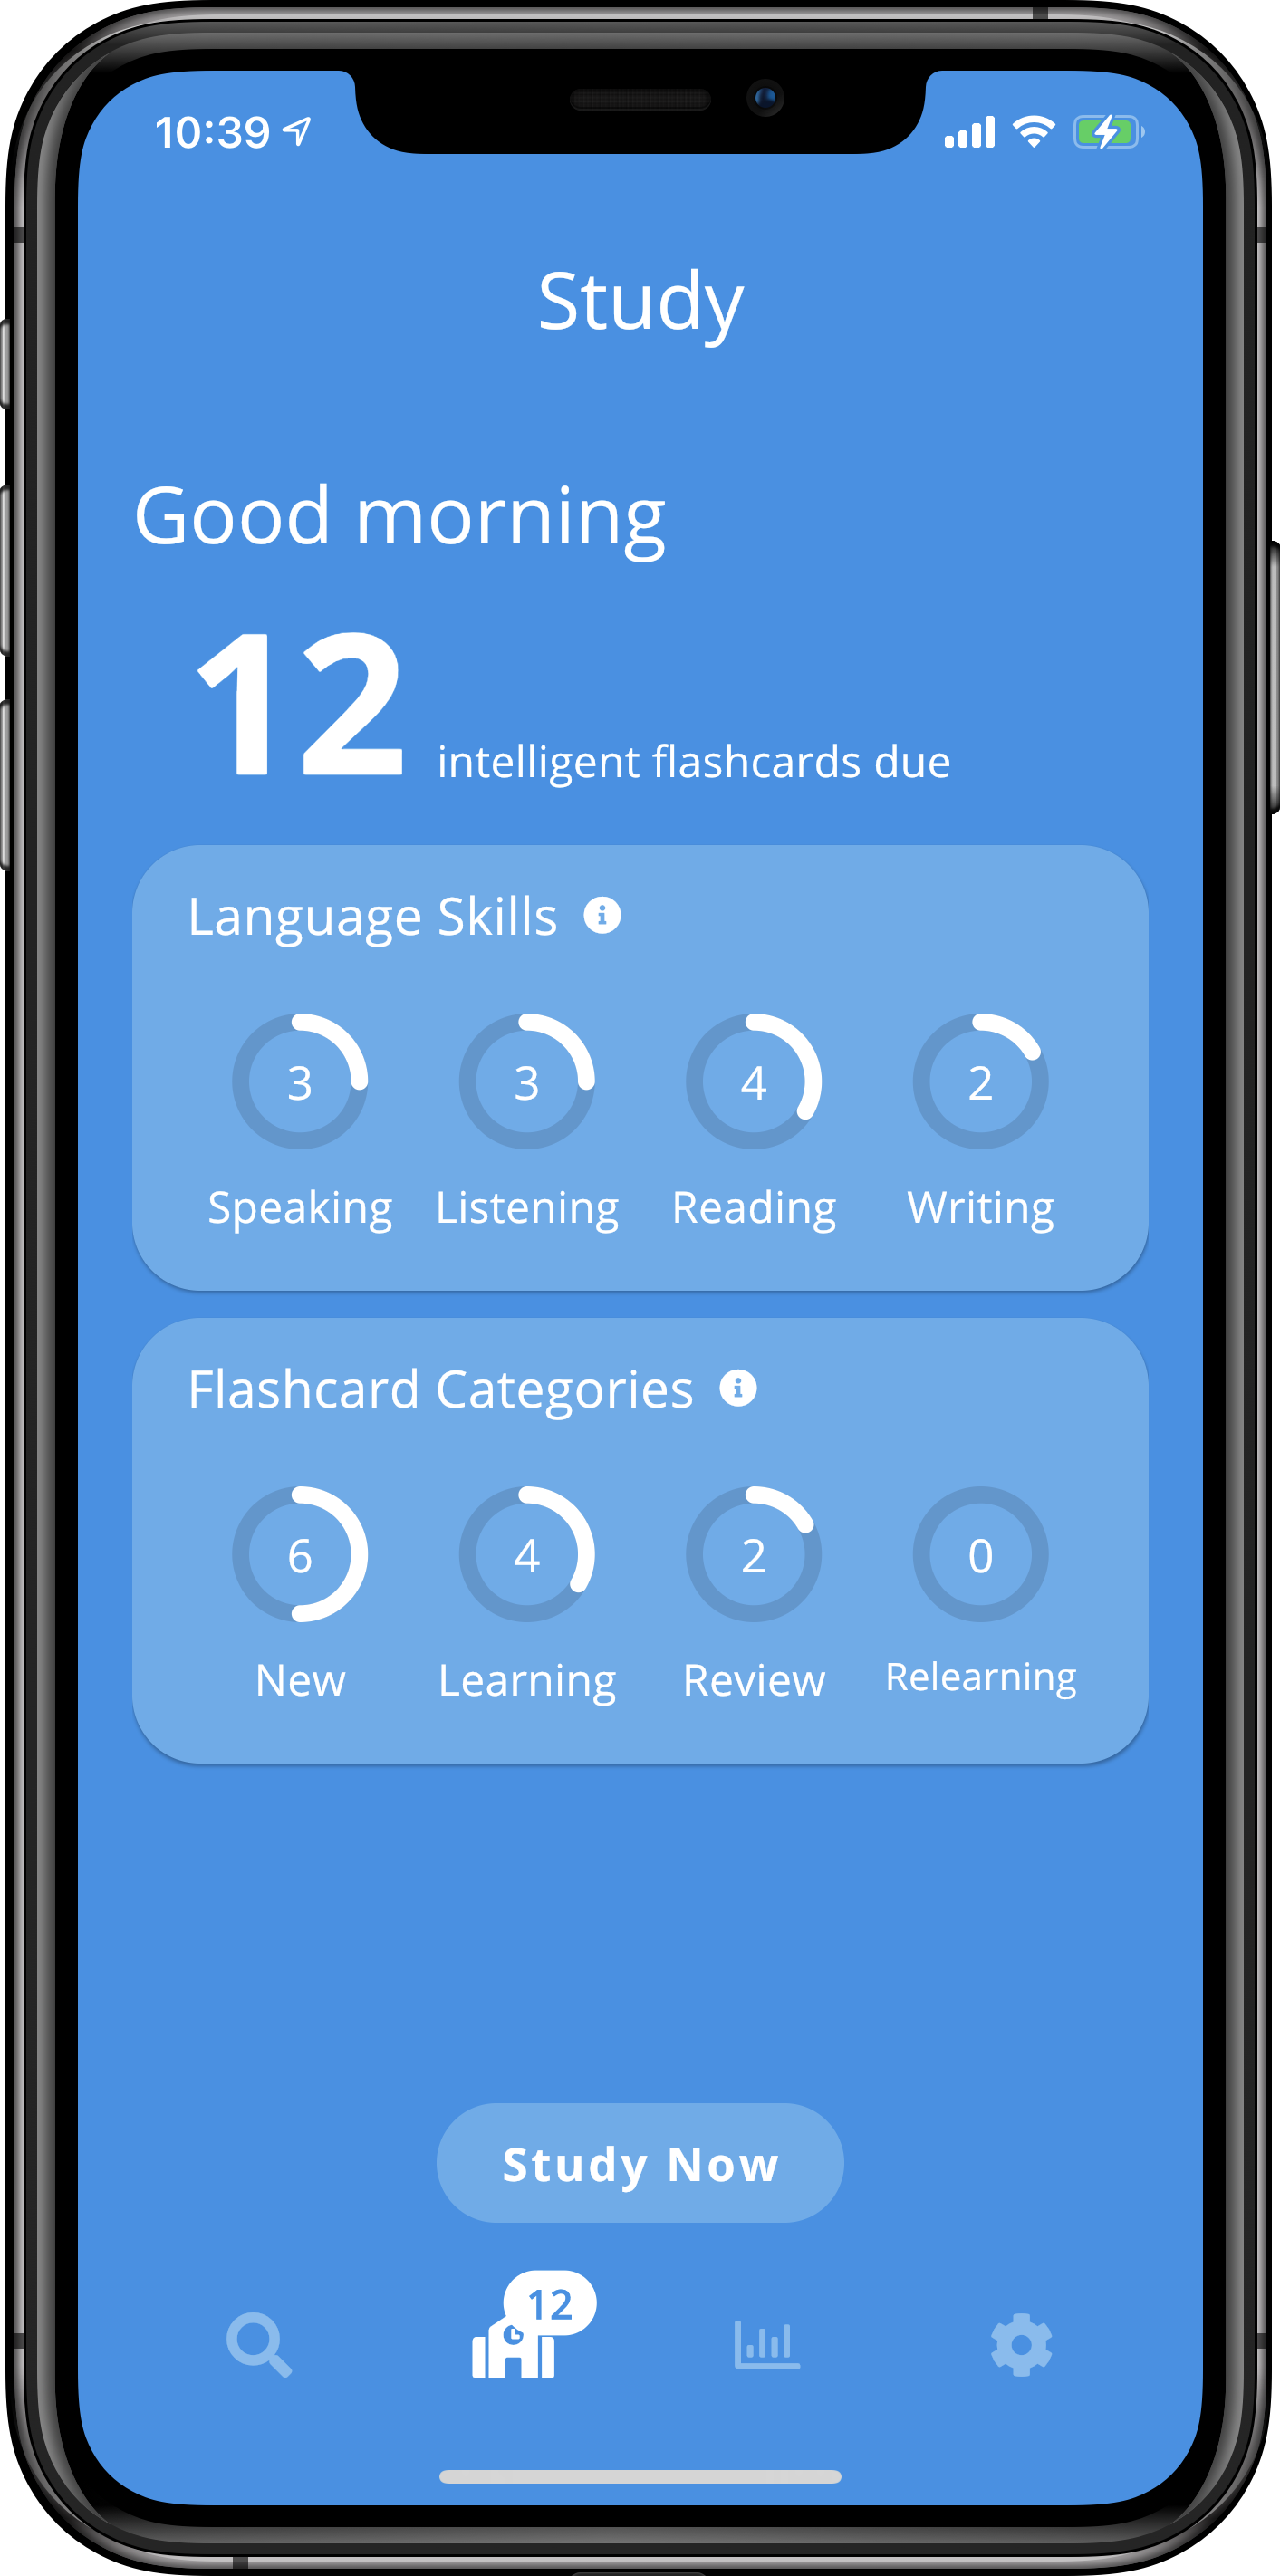 10:39
Study
Good morning
12 intelligent flashcards due
Language Skills
3 3 4 2
Speaking Listening Reading Writing
Flashcard Categories
6 4 2 0
New Learning Review Relearning
Study Now
12